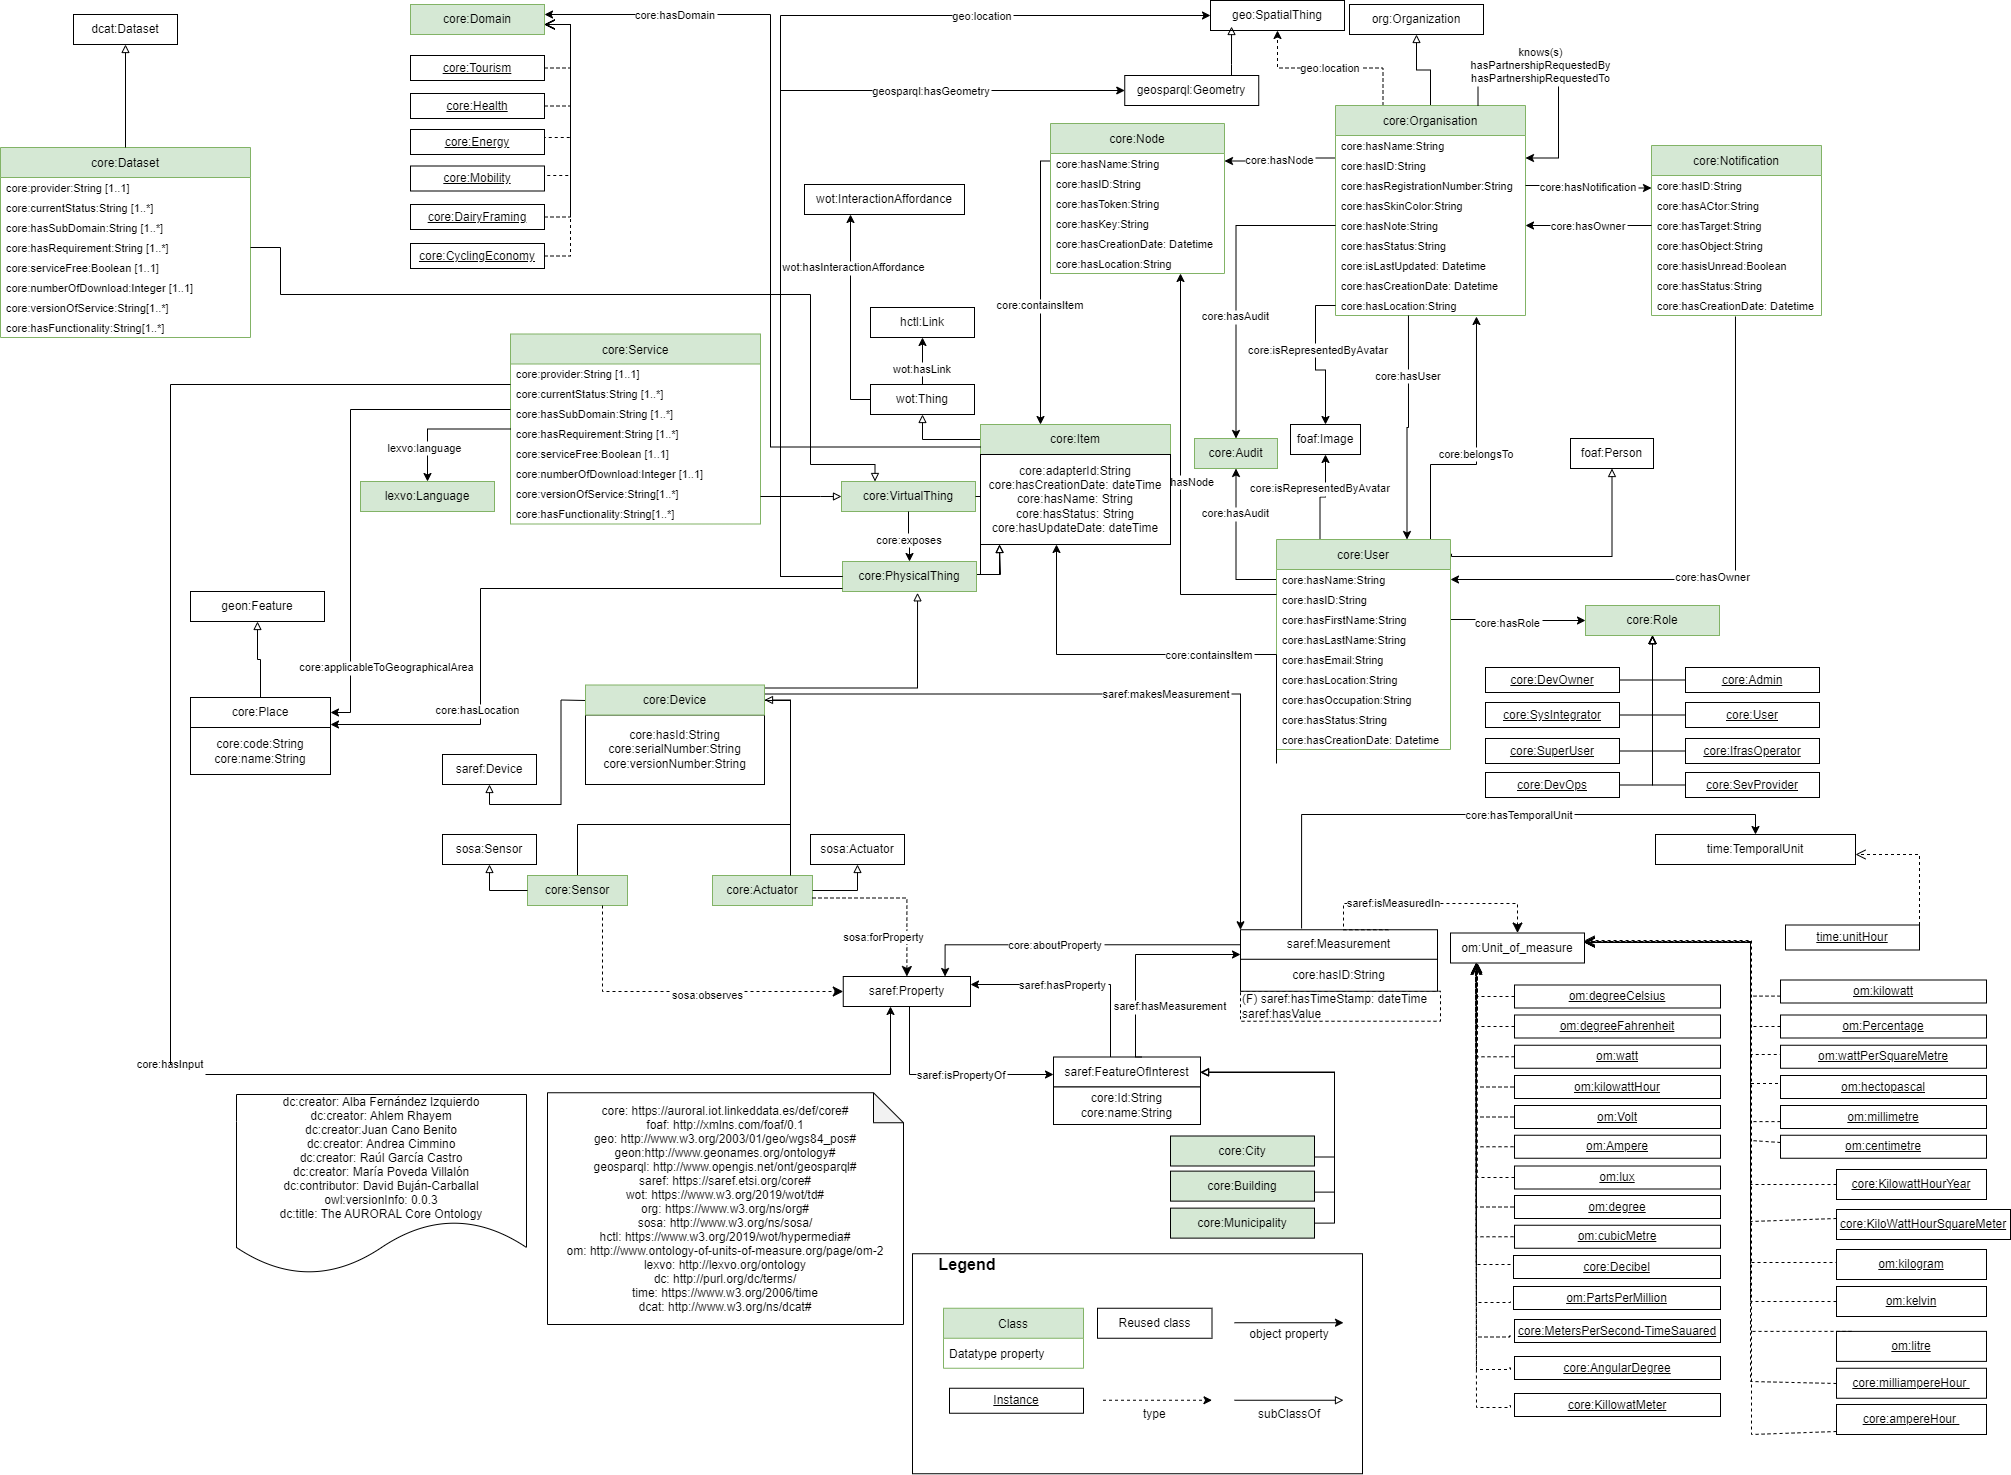 dcat:Dataset
core:Dataset
core:provider:String [1..1]
core:currentStatus:String [1..*]
core:hasSubDomain:String [1..*]
core:hasRequirement:String [1..*]
core:serviceFree:Boolean [1..1]
core:numberOfDownload:Integer [1..1]
core:versionOfService:String[1..*]
core:hasFunctionality:String[1..*]
core:Domain
core:Tourism
core:Health
core:Energy
core:Mobility
core:DairyFraming
core:CyclingEconomy
core:hasDomain
geo:location
geo:SpatialThing
org:Organization
geo:location
geosparql:hasGeometry
geosparql:Geometry
knows(s)
hasPartnershipRequestedBy
hasPartnershipRequestedTo
core:Node
core:hasName:String
core:hasID:String
core:hasToken:String
core:hasKey:String
core:hasCreationDate: Datetime
core:hasLocation:String
core:hasNode
core:Organisation
core:hasName:String
core:hasID:String
core:hasRegistrationNumber:String
core:hasSkinColor:String
core:hasNote:String
core:hasStatus:String
core:isLastUpdated: Datetime
core:hasCreationDate: Datetime
core:hasLocation:String
core:hasNotification
core:hasOwner
core:Notification
core:hasID:String
core:hasACtor:String
core:hasTarget:String
core:hasObject:String
core:hasisUnread:Boolean
core:hasStatus:String
core:hasCreationDate: Datetime
wot:InteractionAffordance
wot:hasInteractionAffordance
hctl:Link
wot:hasLink
wot:Thing
core:containsItem
core:hasAudit
core:isRepresentedByAvatar
core:hasUser
core:Service
core:provider:String [1..1]
core:currentStatus:String [1..*]
core:hasSubDomain:String [1..*]
core:hasRequirement:String [1..*]
core:serviceFree:Boolean [1..1]
core:numberOfDownload:Integer [1..1]
core:versionOfService:String[1..*]
core:hasFunctionality:String[1..*]
lexvo:language
lexvo:Language
core:VirtualThing
core:exposes
core:PhysicalThing
core:Item
core:adapterId:String
core:hasCreationDate: dateTime
core:hasName: String
core:hasStatus: String
core:hasUpdateDate: dateTime
hasNode
core:Audit
foaf:Image
core:isRepresentedByAvatar
core:hasAudit
core:belongsTo
foaf:Person
core:User
core:hasName:String
core:hasID:String
core:hasFirstName:String
core:hasLastName:String
core:hasEmail:String
core:hasLocation:String
core:hasOccupation:String
core:hasStatus:String
core:hasCreationDate: Datetime
core:hasOwner
core:hasRole
core:Role
core:DevOwner
core:Admin
core:SysIntegrator
core:User
core:SuperUser
core:IfrasOperator
core:DevOps
core:SevProvider
core:containsItem
geon:Feature
core:applicableToGeographicalArea
core:hasLocation
core:Place
core:code:String
core:name:String
core:Device
core:hasId:String
core:serialNumber:String
core:versionNumber:String
saref:makesMeasurement
saref:Device
sosa:Sensor
sosa:Actuator
core:Sensor
core:Actuator
core:hasTemporalUnit
time:TemporalUnit
time:unitHour
saref:isMeasuredIn
sosa:forProperty
sosa:observes
saref:Property
core:aboutProperty
saref:hasProperty
saref:hasMeasurement
saref:Measurement
core:hasID:String
(F) saref:hasTimeStamp: dateTime
saref:hasValue
om:Unit_of_measure
om:degreeCelsius
om:degreeFahrenheit
om:watt
om:kilowattHour
om:Volt
om:Ampere
om:lux
om:degree
om:cubicMetre
core:Decibel
om:PartsPerMillion
core:MetersPerSecond-TimeSauared
core:AngularDegree
core:KillowatMeter
om:kilowatt
om:Percentage
om:wattPerSquareMetre
om:hectopascal
om:millimetre
om:centimetre
core:KilowattHourYear
core:KiloWattHourSquareMeter
om:kilogram
om:kelvin
om:litre
core:milliampereHour
core:ampereHour
core:hasInput
saref:isPropertyOf
saref:FeatureOfInterest
core:Id:String
core:name:String
core:City
core:Building
core:Municipality
dc:creator: Alba Fernández Izquierdo
dc:creator: Ahlem Rhayem
dc:creator:Juan Cano Benito
dc:creator: Andrea Cimmino
dc:creator: Raúl García Castro
dc:creator: María Poveda Villalón
dc:contributor: David Buján-Carballal
owl:versionInfo: 0.0.3
dc:title: The AURORAL Core Ontology
core: https://auroral.iot.linkeddata.es/def/core#
foaf: http://xmlns.com/foaf/0.1
geo: http://www.w3.org/2003/01/geo/wgs84_pos#
geon:http://www.geonames.org/ontology#
geosparql: http://www.opengis.net/ont/geosparql#
saref: https://saref.etsi.org/core#
wot: https://www.w3.org/2019/wot/td#
org: https://www.w3.org/ns/org#
sosa: http://www.w3.org/ns/sosa/
hctl: https://www.w3.org/2019/wot/hypermedia#
om: http://www.ontology-of-units-of-measure.org/page/om-2
lexvo: http://lexvo.org/ontology
dc: http://purl.org/dc/terms/
time: https://www.w3.org/2006/time
dcat: http://www.w3.org/ns/dcat#
Legend
Class
Datatype property
Reused class
object property
Instance
type
subClassOf